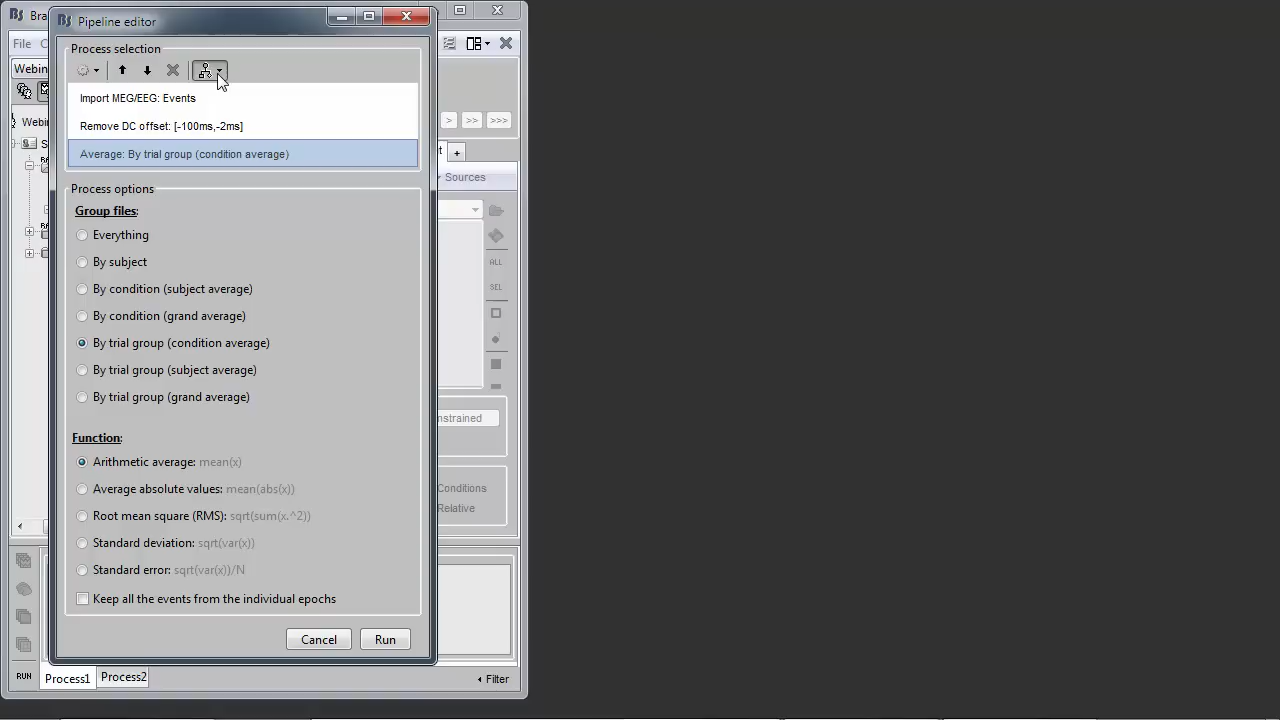 Bra
Pipeline editor
File
Process selection
Webin
Import MEG/EEG: Events
Remove DC offset: [-100ms,-2ms]
Average: By trial group (condition average)
Webin
>
>>
>>>
+
Sources
Process options
Group files:
Everything
By subject
By condition (subject average)
By condition (grand average)
By trial group (condition average)
By trial group (subject average)
By trial group (grand average)
ALL
SEL
nstrained
Function:
Arithmetic average: mean(x)
Average absolute values: mean(abs(x))
Root mean square (RMS): sqrt(sum(x.^2))
Standard deviation: sqrt(var(x))
Standard error: sqrt(var(x))/N
Keep all the events from the individual epochs
Conditions
Relative
Cancel
Run
RUN
Process1
Process2
Filter